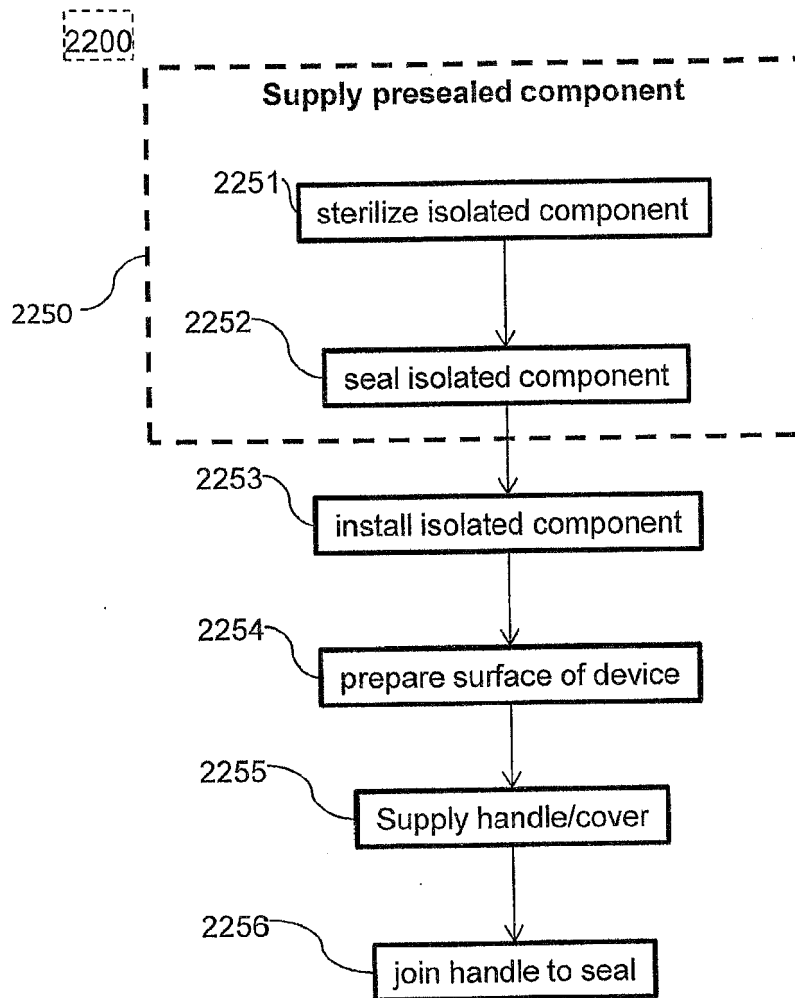 2200
Supply presealed component
2251
sterilize isolated component
2250
2252
seal isolated component
2253
install isolated component
2254
prepare surface of device
2255
Supply handle/cover
2256
join handle to seal